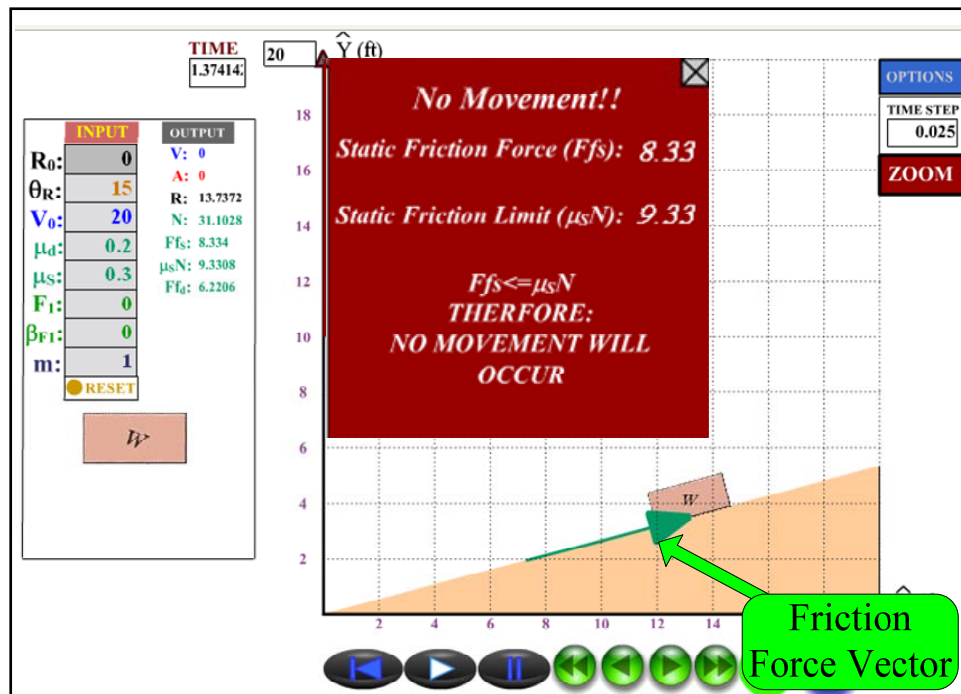 TIME
1.37414
20
Ŷ (ft)
OPTIONS
TIME STEP
0.025
ZOOM
INPUT
OUTPUT
R₀: 0
θR: 15
V₀: 20
μd: 0.2
μS: 0.3
F₁: 0
βF1: 0
m: 1
RESET
V: 0
A: 0
R: 13.7372
N: 31.1028
Ffs: 8.334
μsN: 9.3308
Ffd: 6.2206
W
No Movement!!
Static Friction Force (Ffs): 8.33
Static Friction Limit (μsN): 9.33
Ffs<=μsN
THERFORE:
NO MOVEMENT WILL
OCCUR
18
16
14
12
10
8
6
4
2
W
2 4 6 8 10 12 14
Friction
Force Vector